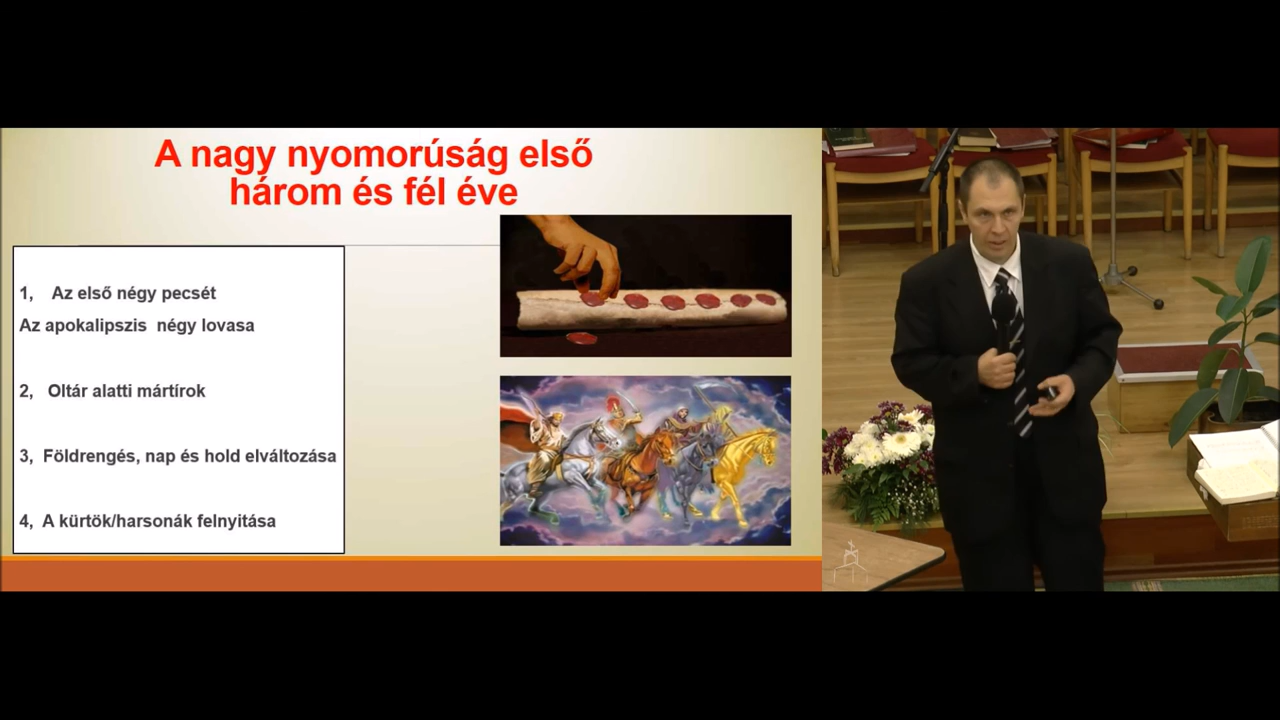 A nagy nyomorúság első
három és fél éve
1, Az első négy pecsét
Az apokalipszis négy lovasa
2, Oltár alatti mártírok
3, Földrengés, nap és hold elváltozása
4, A kürtök/harsonák felnyitása